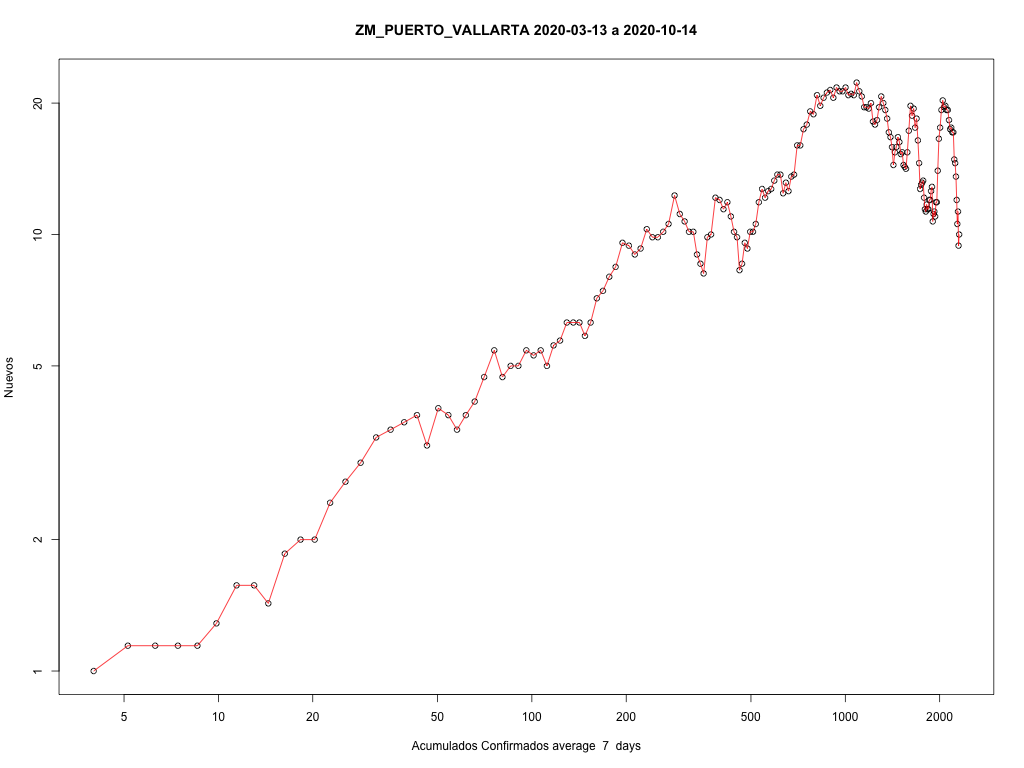 ZM_PUERTO_VALLARTA 2020-03-13 a 2020-10-14
20
10
5
2
1
Nuevos
5 10 20 50 100 200 500 1000 2000
Acumulados Confirmados average 7 days